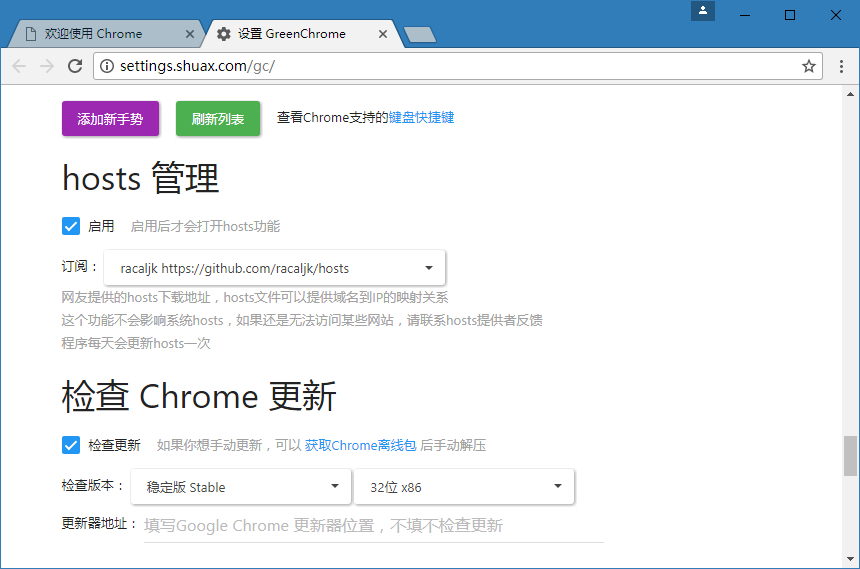 欢迎使用 Chrome
设置 GreenChrome
settings.shuax.com/gc/
添加新手势 刷新列表 查看Chrome支持的键盘快捷键
hosts 管理
启用 启用后才会打开hosts功能
订阅： racaljk https://github.com/racaljk/hosts
网友提供的hosts下载地址，hosts文件可以提供域名到IP的映射关系
这个功能不会影响系统hosts，如果还是无法访问某些网站，请联系hosts提供者反馈
程序每天会更新hosts一次
检查 Chrome 更新
检查更新 如果你想手动更新，可以 获取Chrome离线包 后手动解压
检查版本： 稳定版 Stable 32位 x86
更新器地址： 填写Google Chrome 更新器位置，不填不检查更新